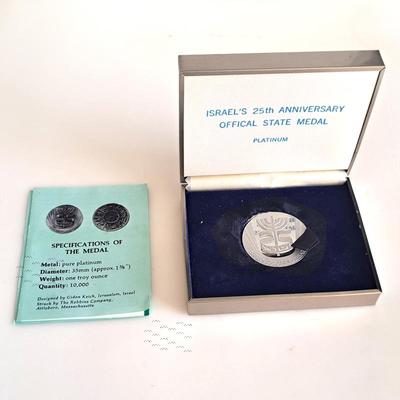 ISRAEL'S 25th ANNIVERSARY
OFFICAL STATE MEDAL
PLATINUM
SPECIFICATIONS OF
THE MEDAL
Metal: pure platinum
Diameter: 35mm (approx. 1⅜")
Weight: one troy ounce
Quantity: 10,000
Designed by Gidon Keich, Jerusalem, Israel
Struck by The Robbins Company,
Attleboro, Massachusetts